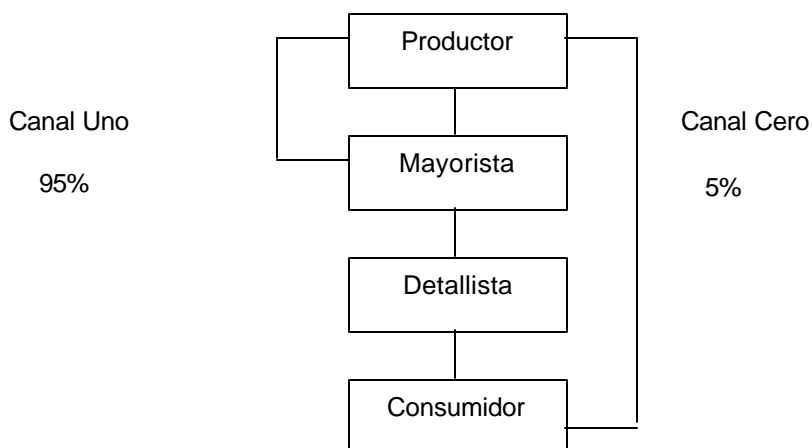 Productor
Canal Uno
Canal Cero
Mayorista
95%
5%
Detallista
Consumidor